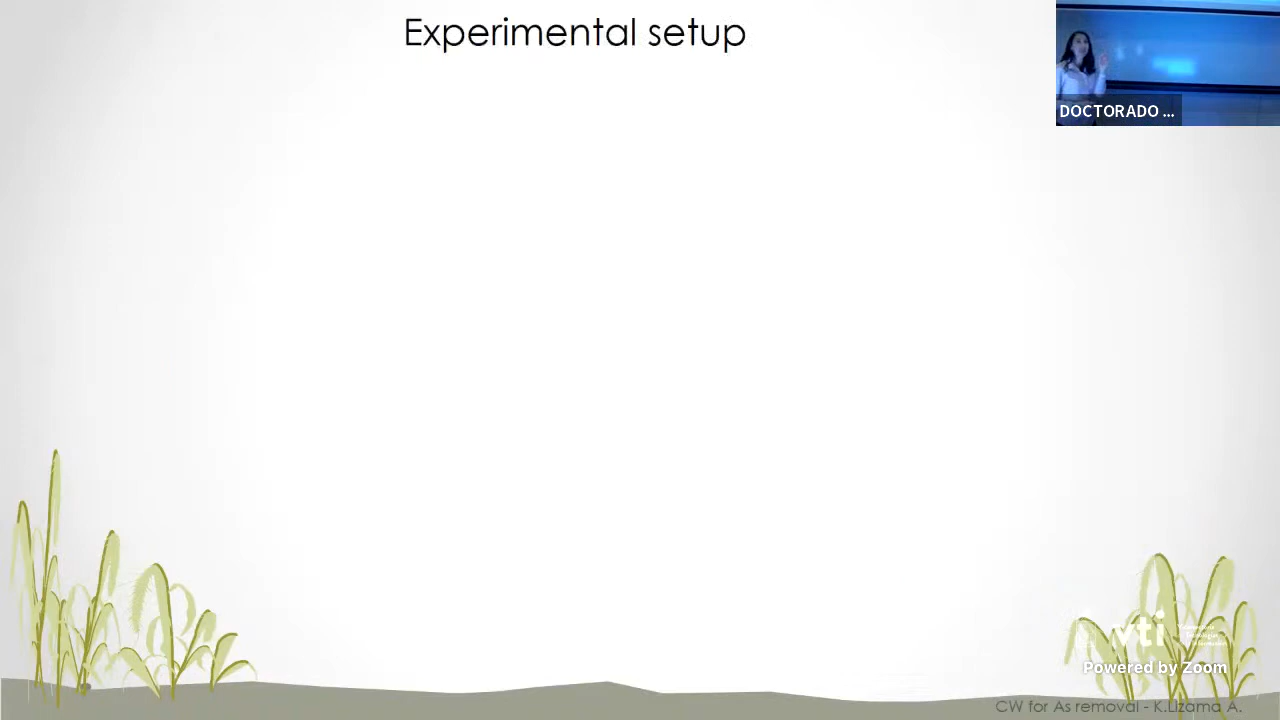 Experimental setup
DOCTORADO ...
vti
Powered by Zoom
CW for As removal - K.Lizama A.